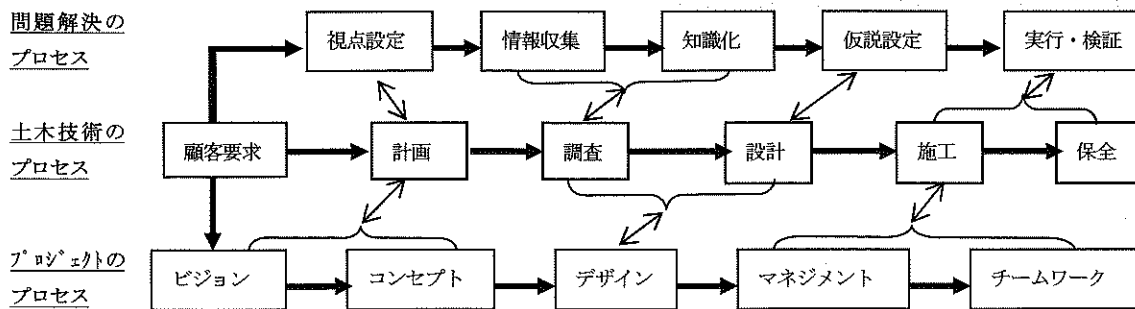 問題解決の
プロセス
視点設定
情報収集
知識化
仮説設定
実行・検証
土木技術の
プロセス
顧客要求
計画
調査
設計
施工
保全
ﾌﾟﾛｼﾞｪｸﾄの
プロセス
ビジョン
コンセプト
デザイン
マネジメント
チームワーク